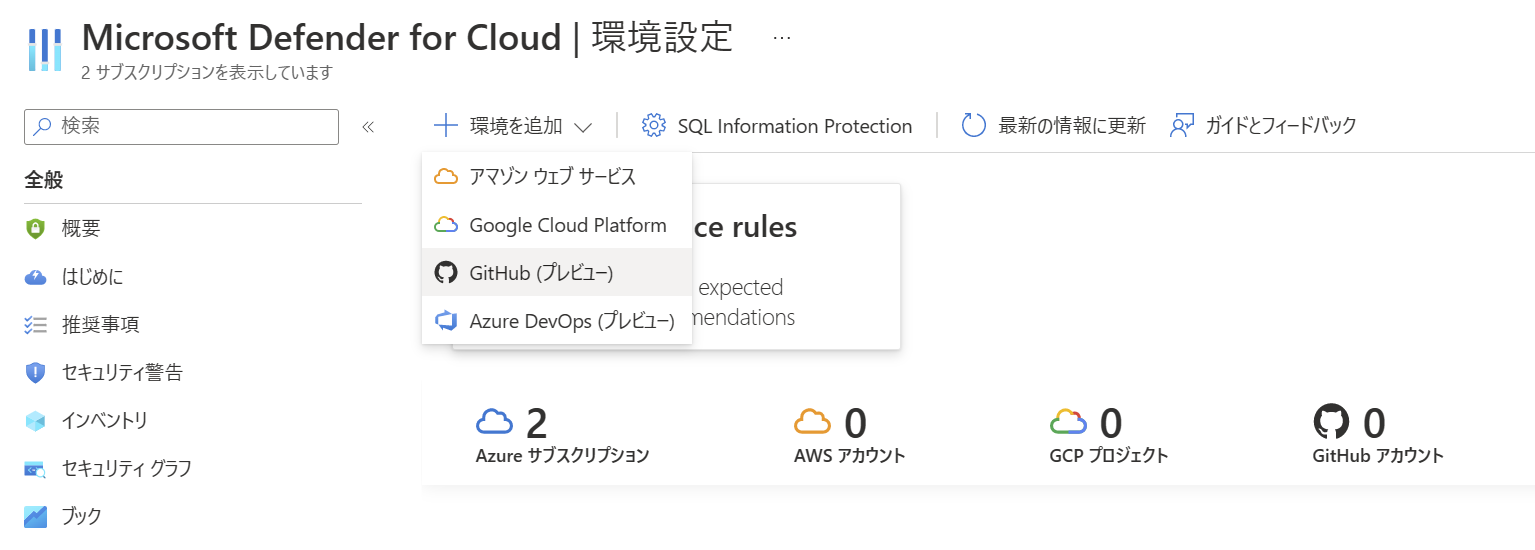 Microsoft Defender for Cloud | 環境設定 ...
2 サブスクリプションを表示しています
検索 «
環境を追加 SQL Information Protection 最新の情報に更新 ガイドとフィードバック
全般
概要
はじめに
推奨事項
セキュリティ警告
インベントリ
セキュリティ グラフ
ブック
アマゾン ウェブ サービス
Google Cloud Platform
GitHub (プレビュー)
Azure DevOps (プレビュー)
ce rules
expected
mendations
2
Azure サブスクリプション
0
AWS アカウント
0
GCP プロジェクト
0
GitHub アカウント